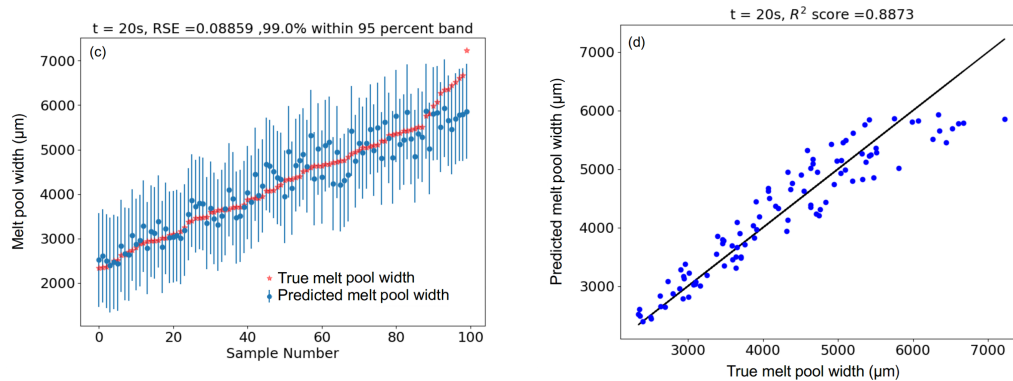 t = 20s, RSE =0.08859 ,99.0% within 95 percent band
(c)
Melt pool width (μm)
7000
6000
5000
4000
3000
2000
True melt pool width
Predicted melt pool width
0 20 40 60 80 100
Sample Number
t = 20s, R² score =0.8873
(d)
Predicted melt pool width (μm)
7000
6000
5000
4000
3000
3000 4000 5000 6000 7000
True melt pool width (μm)